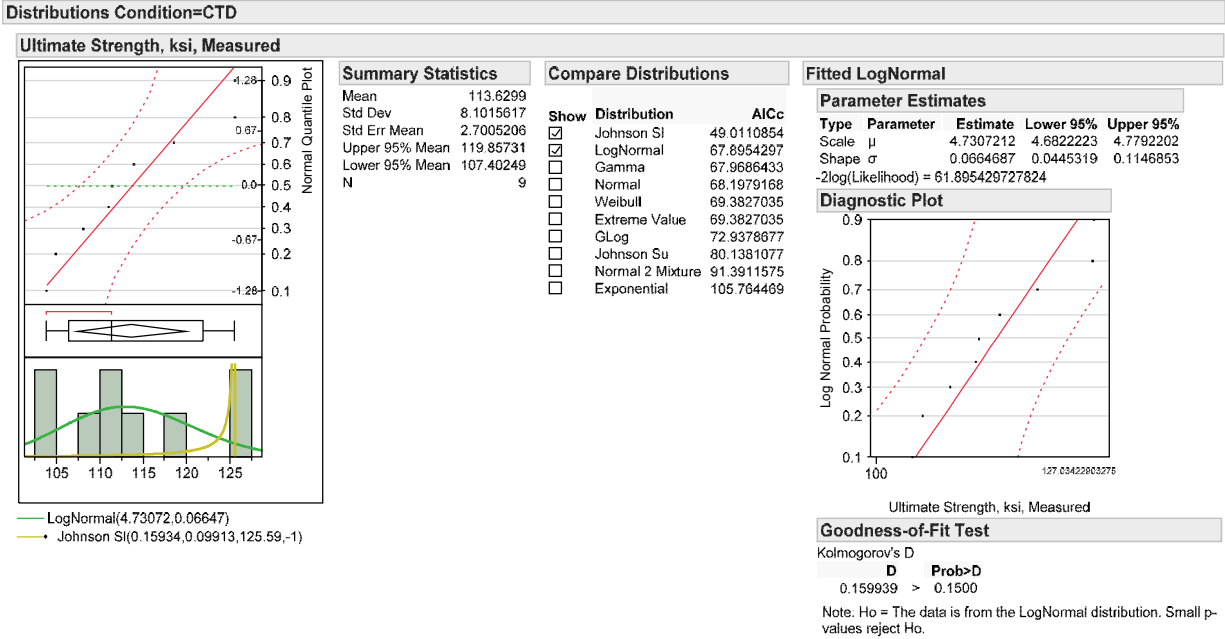 Distributions Condition=CTD
Ultimate Strength, ksi, Measured
1.28 0.9
0.8
0.67 0.7
0.6
0.0 0.5
0.4
0.3
-0.67 0.2
-1.28 0.1
Normal Quantile Plot
105 110 115 120 125
LogNormal(4.73072,0.06647)
Johnson Sl(0.15934,0.09913,125.59,-1)
Summary Statistics
Mean 113.6299
Std Dev 8.1015617
Std Err Mean 2.7005206
Upper 95% Mean 119.85731
Lower 95% Mean 107.40249
N 9
Compare Distributions
Show Distribution AICc
Johnson Sl 49.0110854
LogNormal 67.8954297
Gamma 67.9686433
Normal 68.1979168
Weibull 69.3827035
Extreme Value 69.3827035
GLog 72.9378677
Johnson Su 80.1381077
Normal 2 Mixture 91.3911575
Exponential 105.764469
Fitted LogNormal
Parameter Estimates
Type Parameter Estimate Lower 95% Upper 95%
Scale μ 4.7307212 4.6822223 4.7792202
Shape σ 0.0664687 0.0445319 0.1146853
-2log(Likelihood) = 61.895429727824
Diagnostic Plot
Log Normal Probability
0.9
0.8
0.7
0.6
0.5
0.4
0.3
0.2
0.1
100 127.03422903275
Ultimate Strength, ksi, Measured
Goodness-of-Fit Test
Kolmogorov's D
D Prob>D
0.159939 > 0.1500
Note: Ho = The data is from the LogNormal distribution. Small p-
values reject Ho.